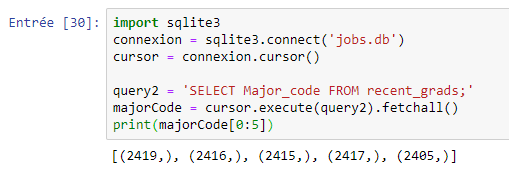 Entrée [30]: import sqlite3
connexion = sqlite3.connect('jobs.db')
cursor = connexion.cursor()
query2 = 'SELECT Major_code FROM recent_grads;'
majorCode = cursor.execute(query2).fetchall()
print(majorCode[0:5])
[(2419,), (2416,), (2415,), (2417,), (2405,)]